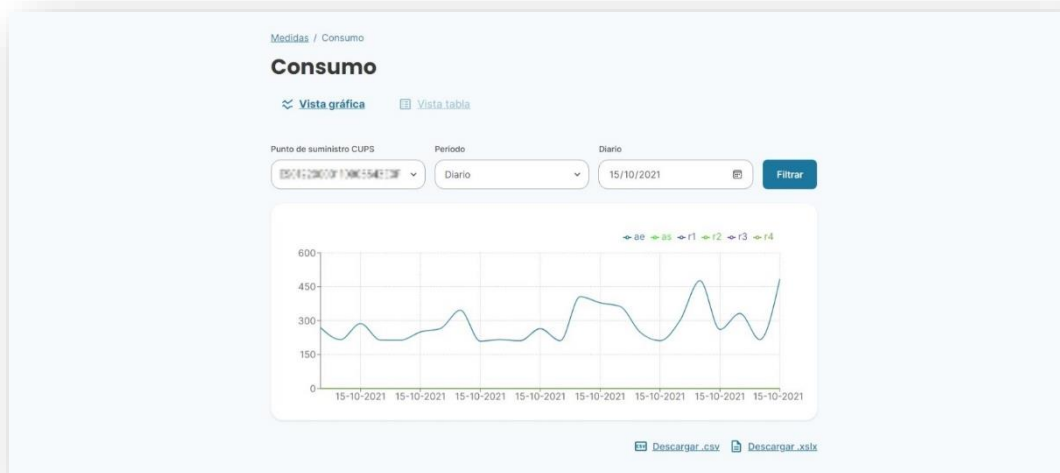 Medidas / Consumo
Consumo
Vista gráfica Vista tabla
Punto de suministro CUPS Periodo Diario
Diario 15/10/2021 Filtrar
ae as r1 r2 r3 r4
600
450
300
150
0
15-10-2021 15-10-2021 15-10-2021 15-10-2021 15-10-2021 15-10-2021 15-10-2021 15-10-2021
Descargar .csv Descargar .xslx